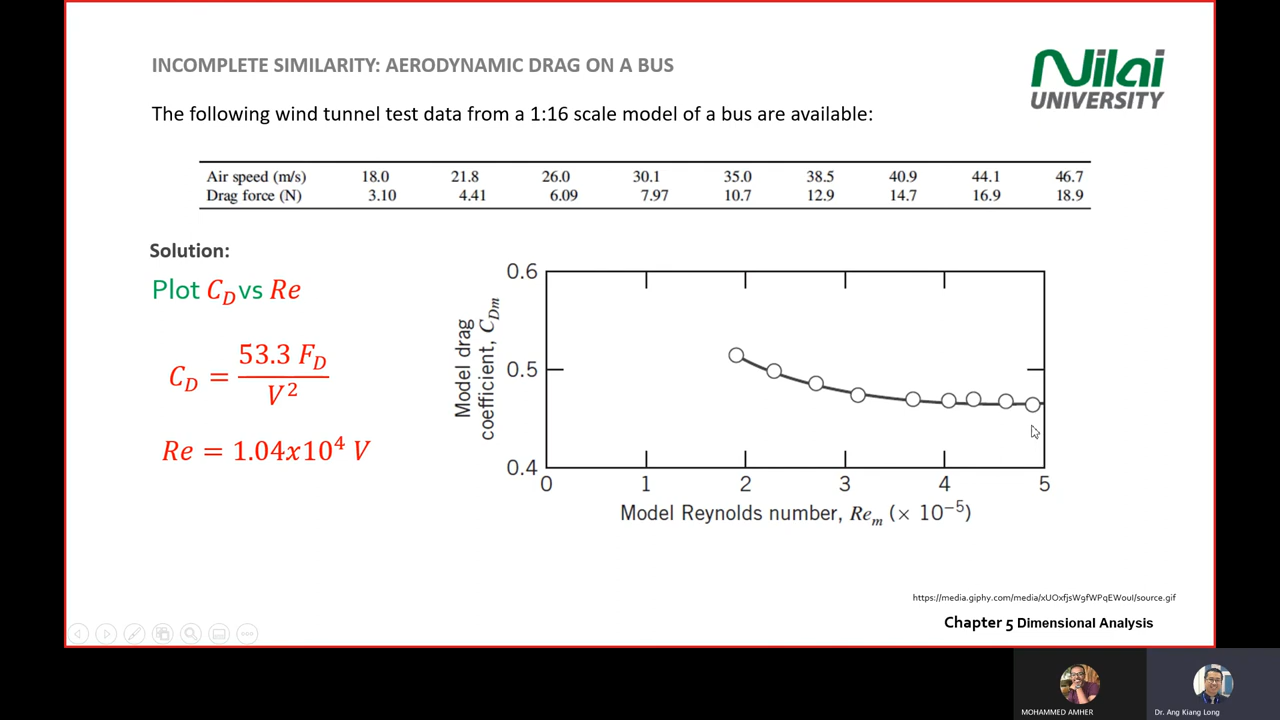 INCOMPLETE SIMILARITY: AERODYNAMIC DRAG ON A BUS
Nilai
UNIVERSITY
The following wind tunnel test data from a 1:16 scale model of a bus are available:
Air speed (m/s) 18.0 21.8 26.0 30.1 35.0 38.5 40.9 44.1 46.7
Drag force (N) 3.10 4.41 6.09 7.97 10.7 12.9 14.7 16.9 18.9
Solution:
Plot C_D vs Re
C_D = 53.3 F_D / V²
Re = 1.04x10⁴ V
Model drag
coefficient, C_Dm
0.6
0.5
0.4
0 1 2 3 4 5
Model Reynolds number, Re_m (× 10⁻⁵)
https://media.giphy.com/media/xUOxfjsW9fWPqEWouI/source.gif
Chapter 5 Dimensional Analysis
MOHAMMED AMHER
Dr. Ang Kiang Long